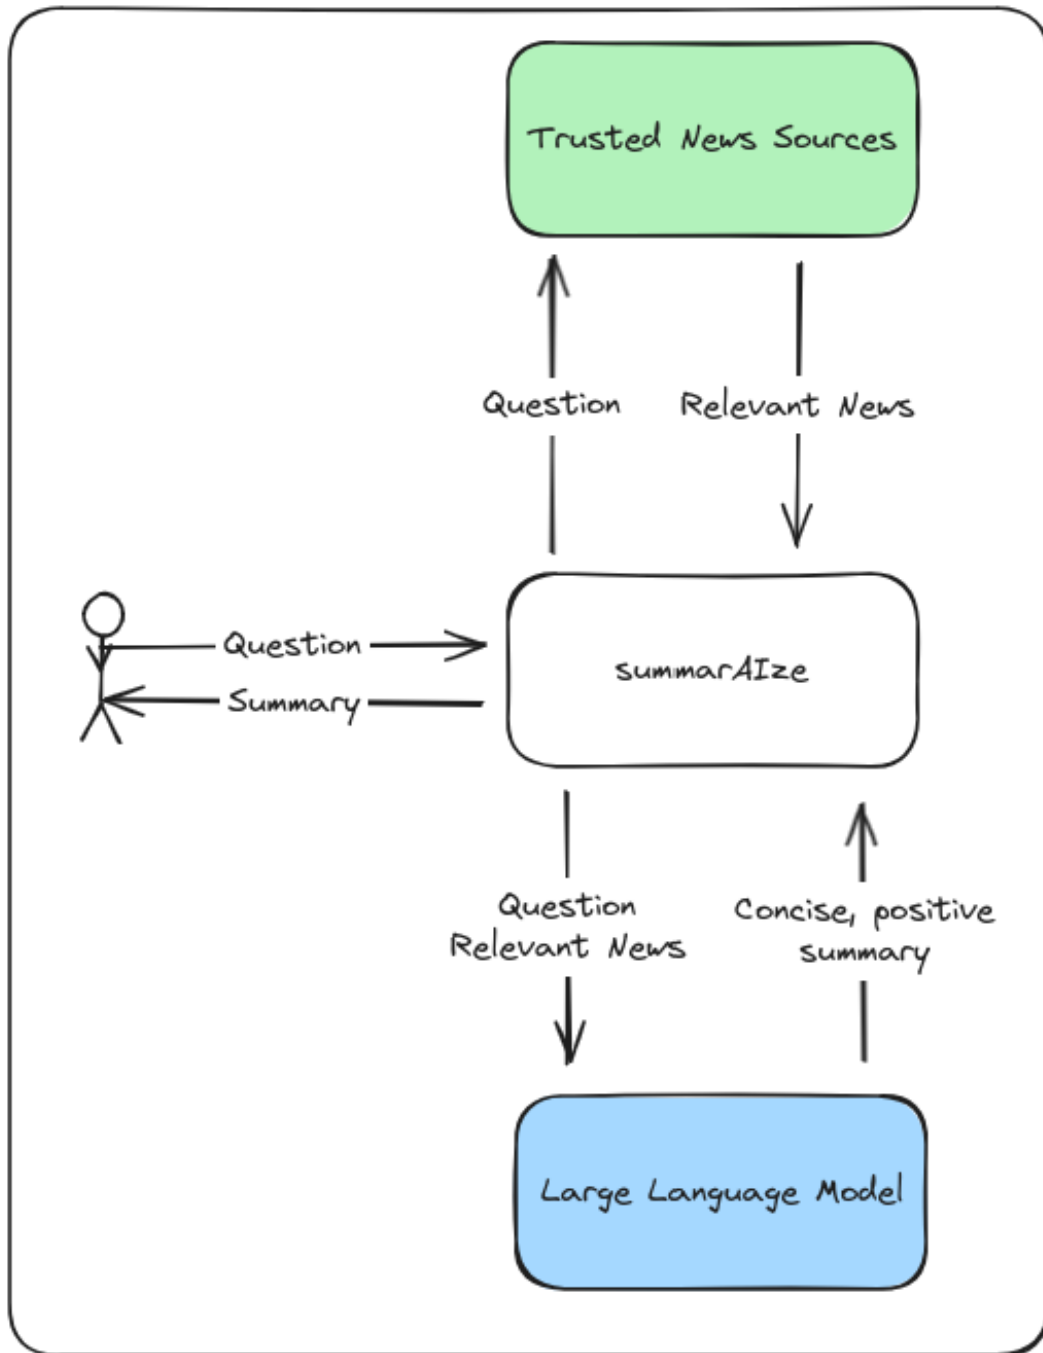 Trusted News Sources
Question
Relevant News
Question
summarAIze
Summary
Question
Relevant News
Concise, positive
summary
Large Language Model